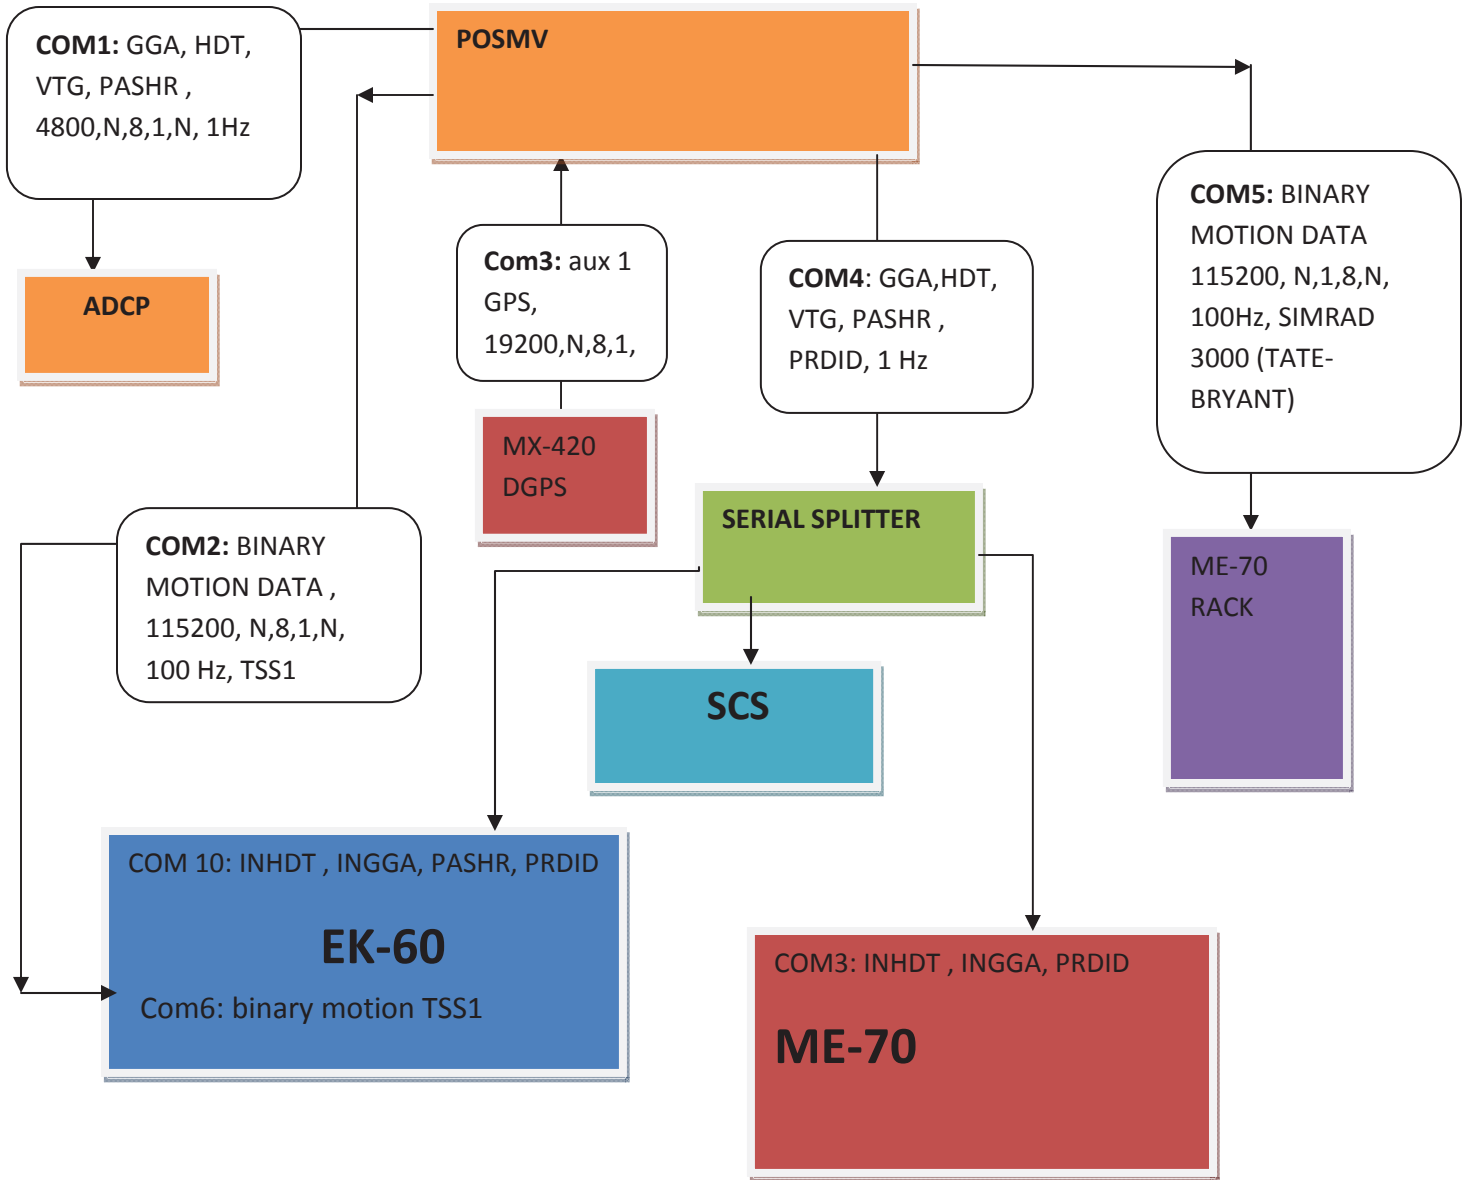 POSMV
COM1: GGA, HDT,
VTG, PASHR ,
4800,N,8,1,N, 1Hz
ADCP
Com3: aux 1
GPS,
19200,N,8,1,
COM4: GGA,HDT,
VTG, PASHR ,
PRDID, 1 Hz
COM5: BINARY
MOTION DATA
115200, N,1,8,N,
100Hz, SIMRAD
3000 (TATE-
BRYANT)
MX-420
DGPS
SERIAL SPLITTER
COM2: BINARY
MOTION DATA ,
115200, N,8,1,N,
100 Hz, TSS1
ME-70
RACK
SCS
COM 10: INHDT , INGGA, PASHR, PRDID
EK-60
Com6: binary motion TSS1
COM3: INHDT , INGGA, PRDID
ME-70